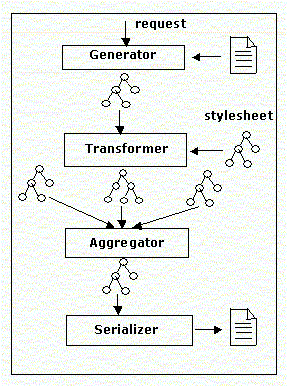 request
Generator
stylesheet
Transformer
Aggregator
Serializer